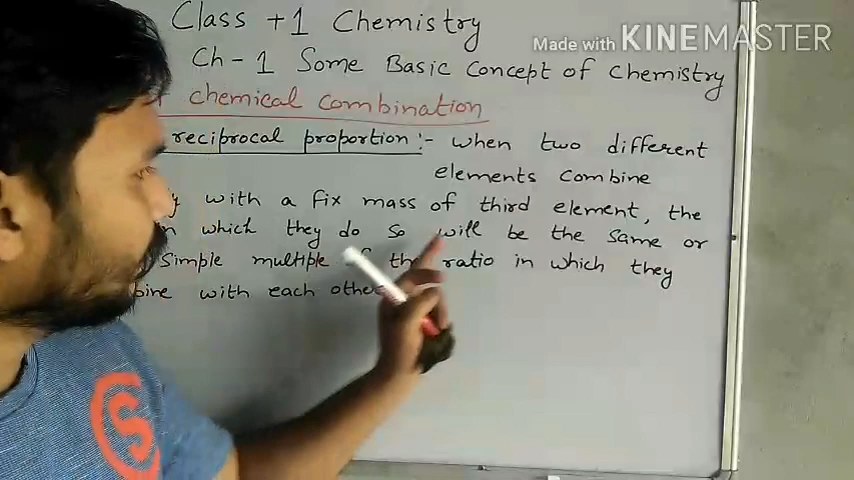 Class +1 Chemistry
Made with KINEMASTER
Ch-1 Some Basic Concept of Chemistry
chemical combination
reciprocal proportion :- when two different
elements combine
with a fix mass of third element, the
which they do so will be the same or
Simple multiple of the ratio in which they
with each other
S